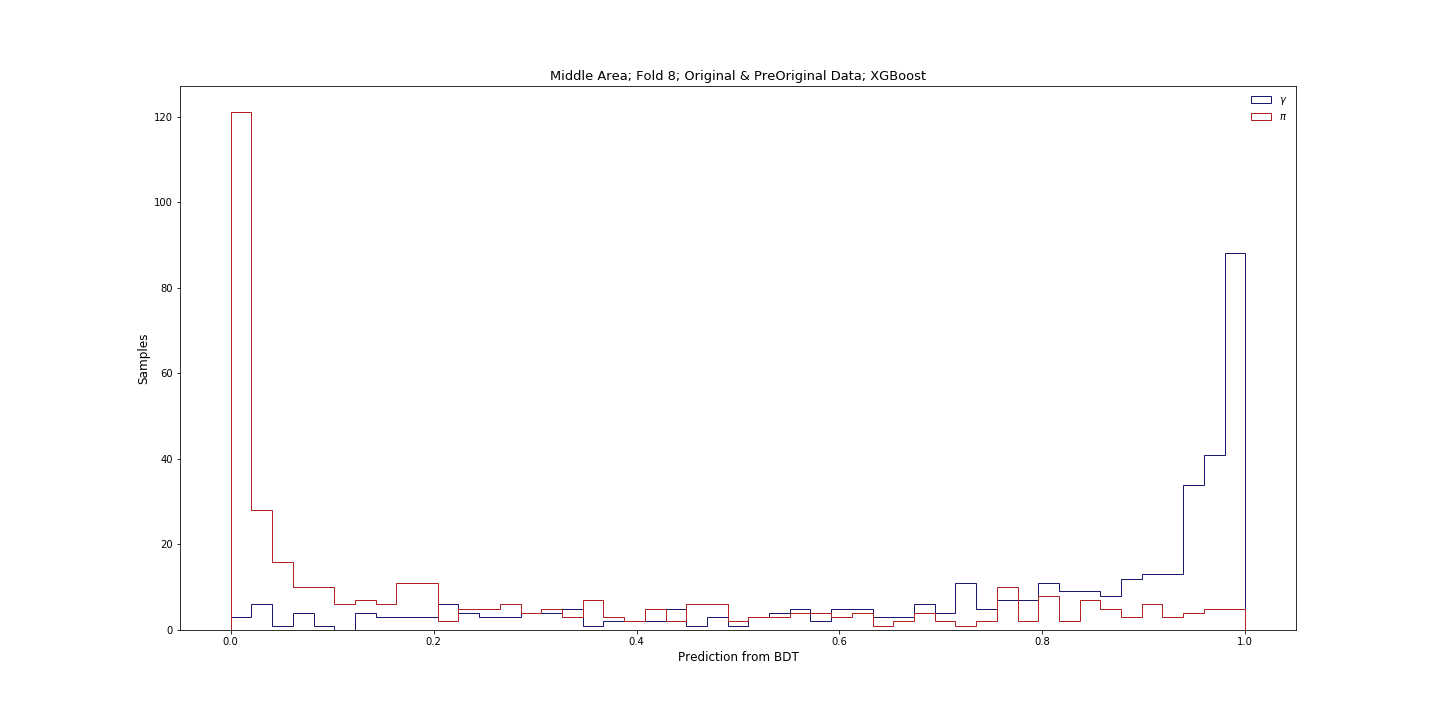 Middle Area; Fold 8; Original & PreOriginal Data; XGBoost
γ
π
120
100
80
60
40
20
0
Samples
0.0 0.2 0.4 0.6 0.8 1.0
Prediction from BDT